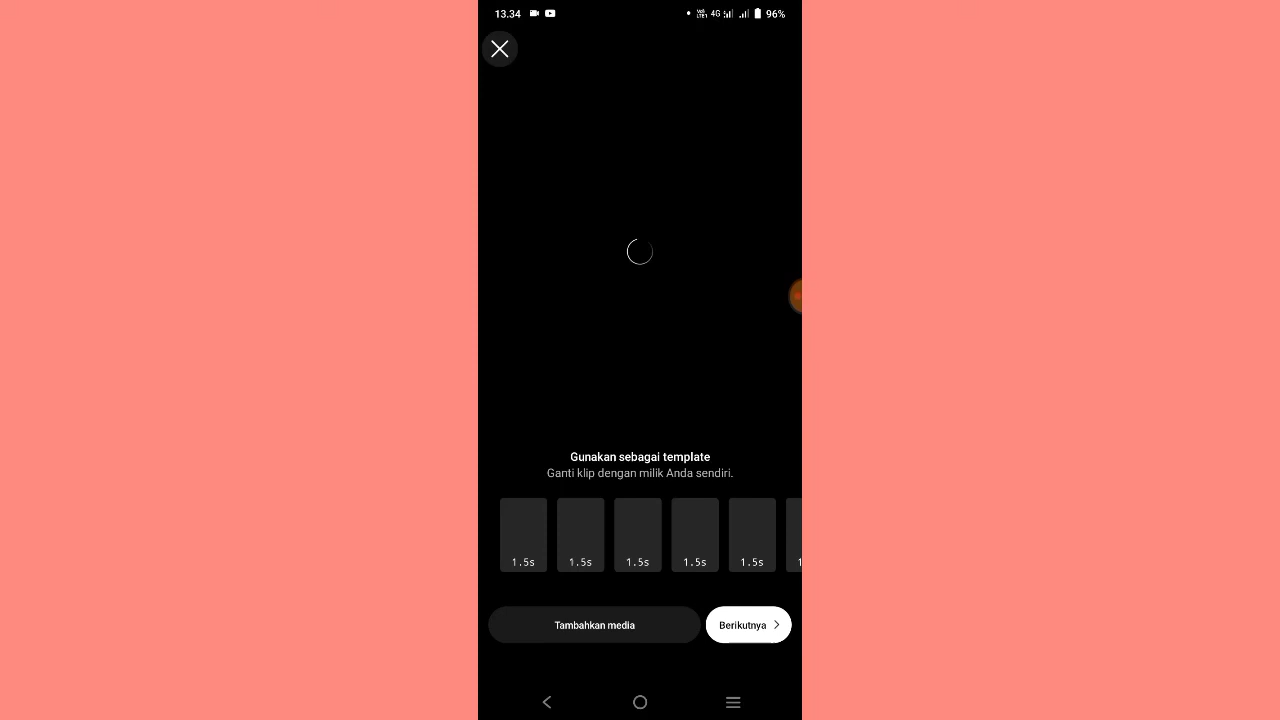 13.34
4G
96%
Gunakan sebagai template
Ganti klip dengan milik Anda sendiri.
1.5s 1.5s 1.5s 1.5s 1.5s
Tambahkan media
Berikutnya